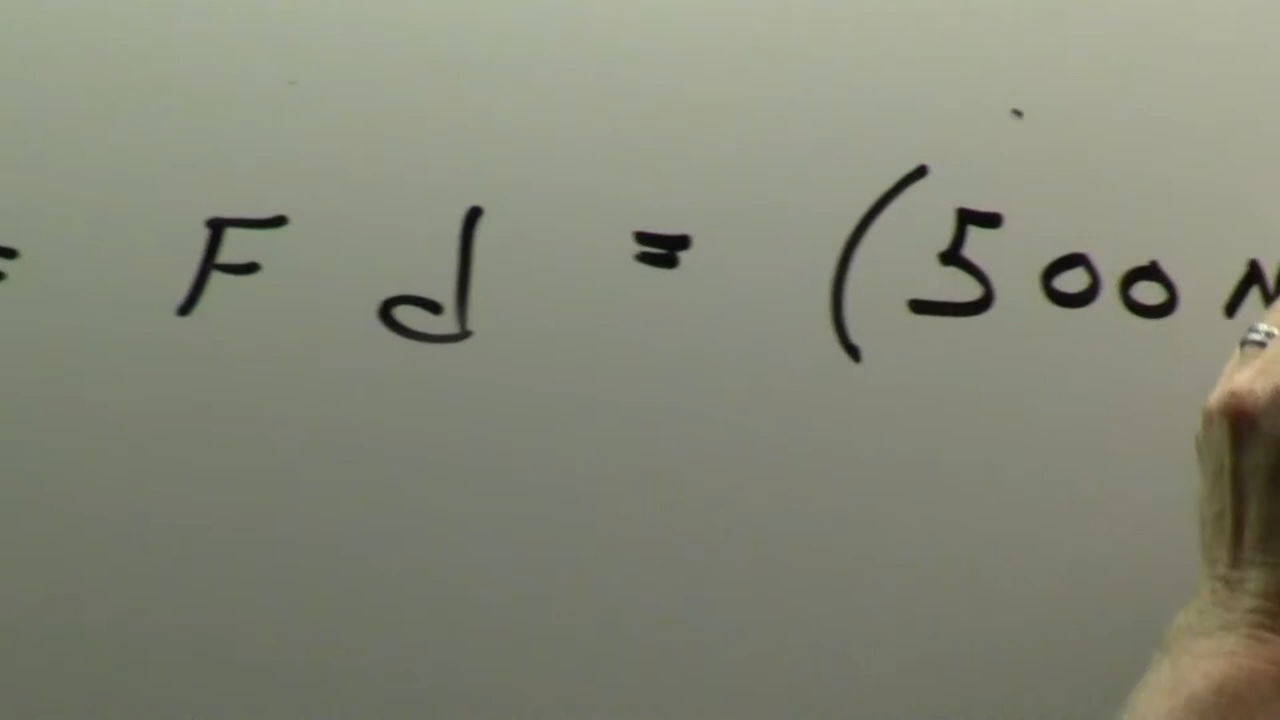 = F d = (500 N